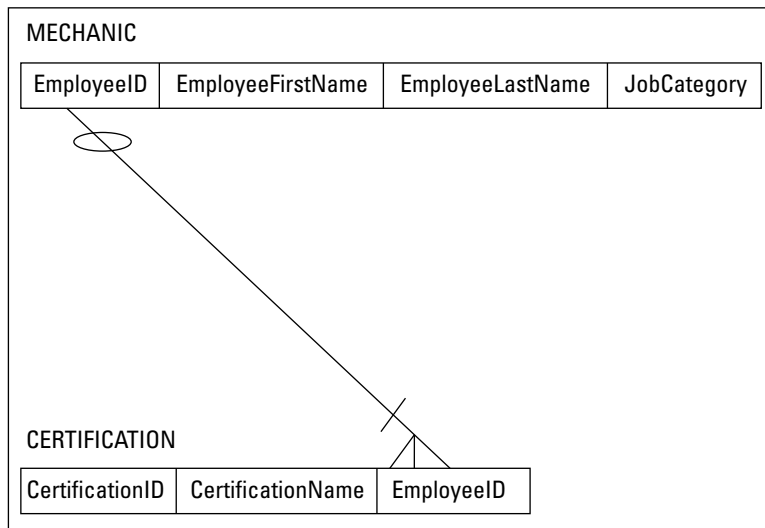 MECHANIC
EmployeeID EmployeeFirstName EmployeeLastName JobCategory
CERTIFICATION
CertificationID CertificationName EmployeeID